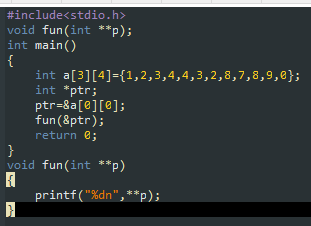 #include<stdio.h>
void fun(int **p);
int main()
{
    int a[3][4]={1,2,3,4,4,3,2,8,7,8,9,0};
    int *ptr;
    ptr=&a[0][0];
    fun(&ptr);
    return 0;
}
void fun(int **p)
{
    printf("%dn",**p);
}